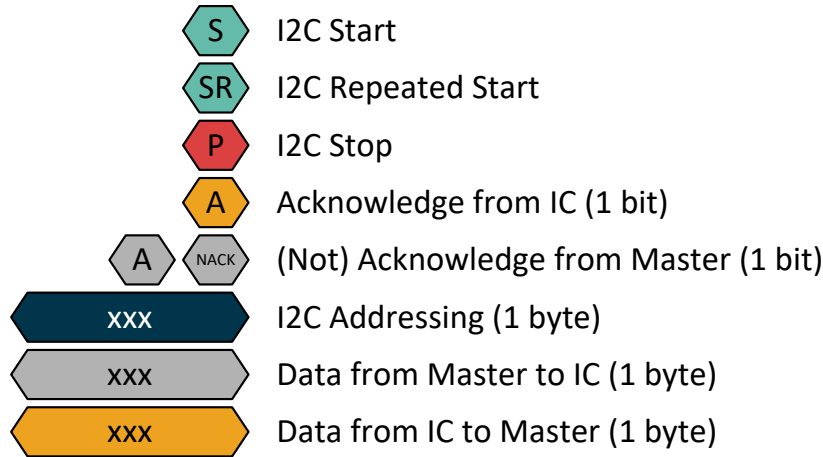 S I2C Start
SR I2C Repeated Start
P I2C Stop
A Acknowledge from IC (1 bit)
A NACK (Not) Acknowledge from Master (1 bit)
xxx I2C Addressing (1 byte)
xxx Data from Master to IC (1 byte)
xxx Data from IC to Master (1 byte)